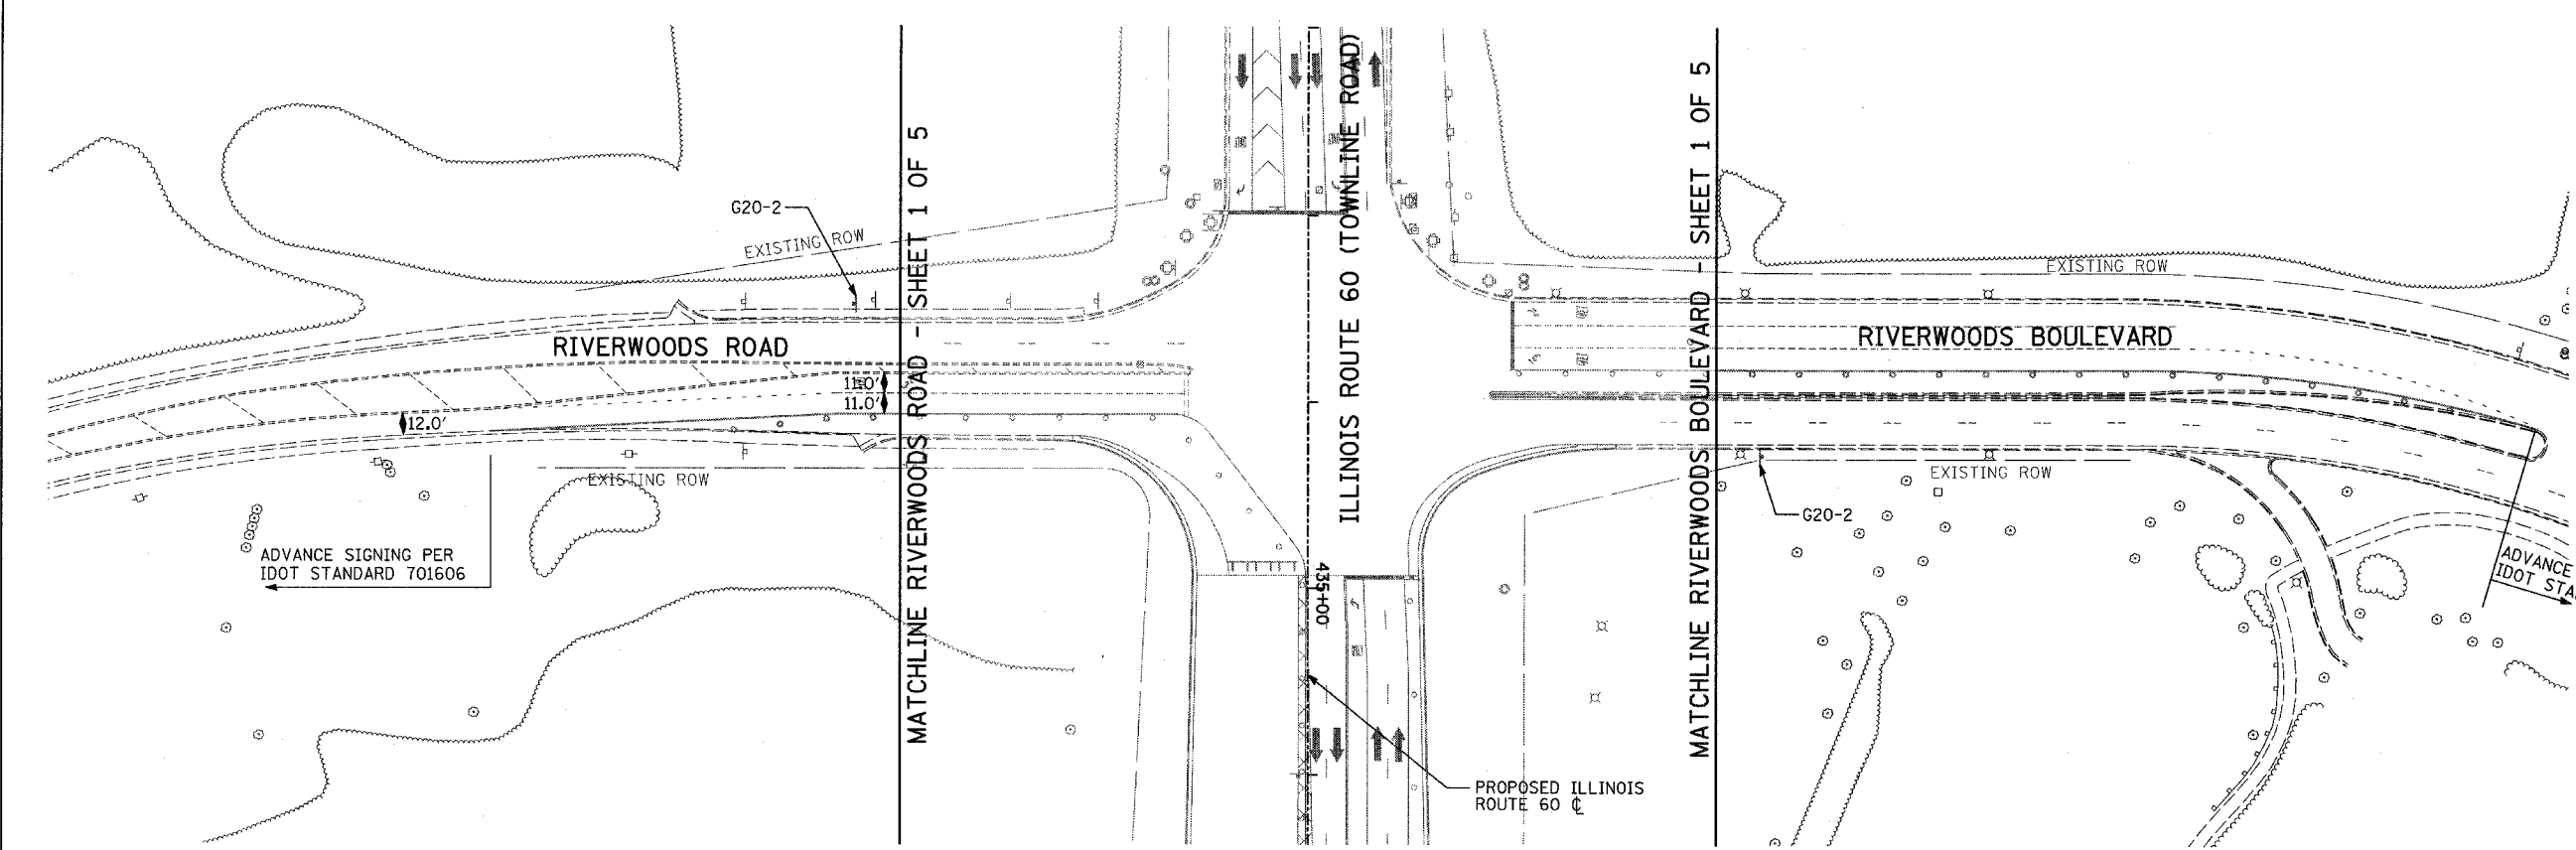 G20-2
EXISTING ROW
RIVERWOODS ROAD
11.0'
11.0'
12.0'
EXISTING ROW
ADVANCE SIGNING PER
IDOT STANDARD 701606
MATCHLINE RIVERWOODS ROAD - SHEET 1 OF 5
ILLINOIS ROUTE 60 (TOWNLINE ROAD)
435+00
PROPOSED ILLINOIS
ROUTE 60 ℄
MATCHLINE RIVERWOODS BOULEVARD - SHEET 1 OF 5
EXISTING ROW
RIVERWOODS BOULEVARD
EXISTING ROW
G20-2
ADVANCE
IDOT STA